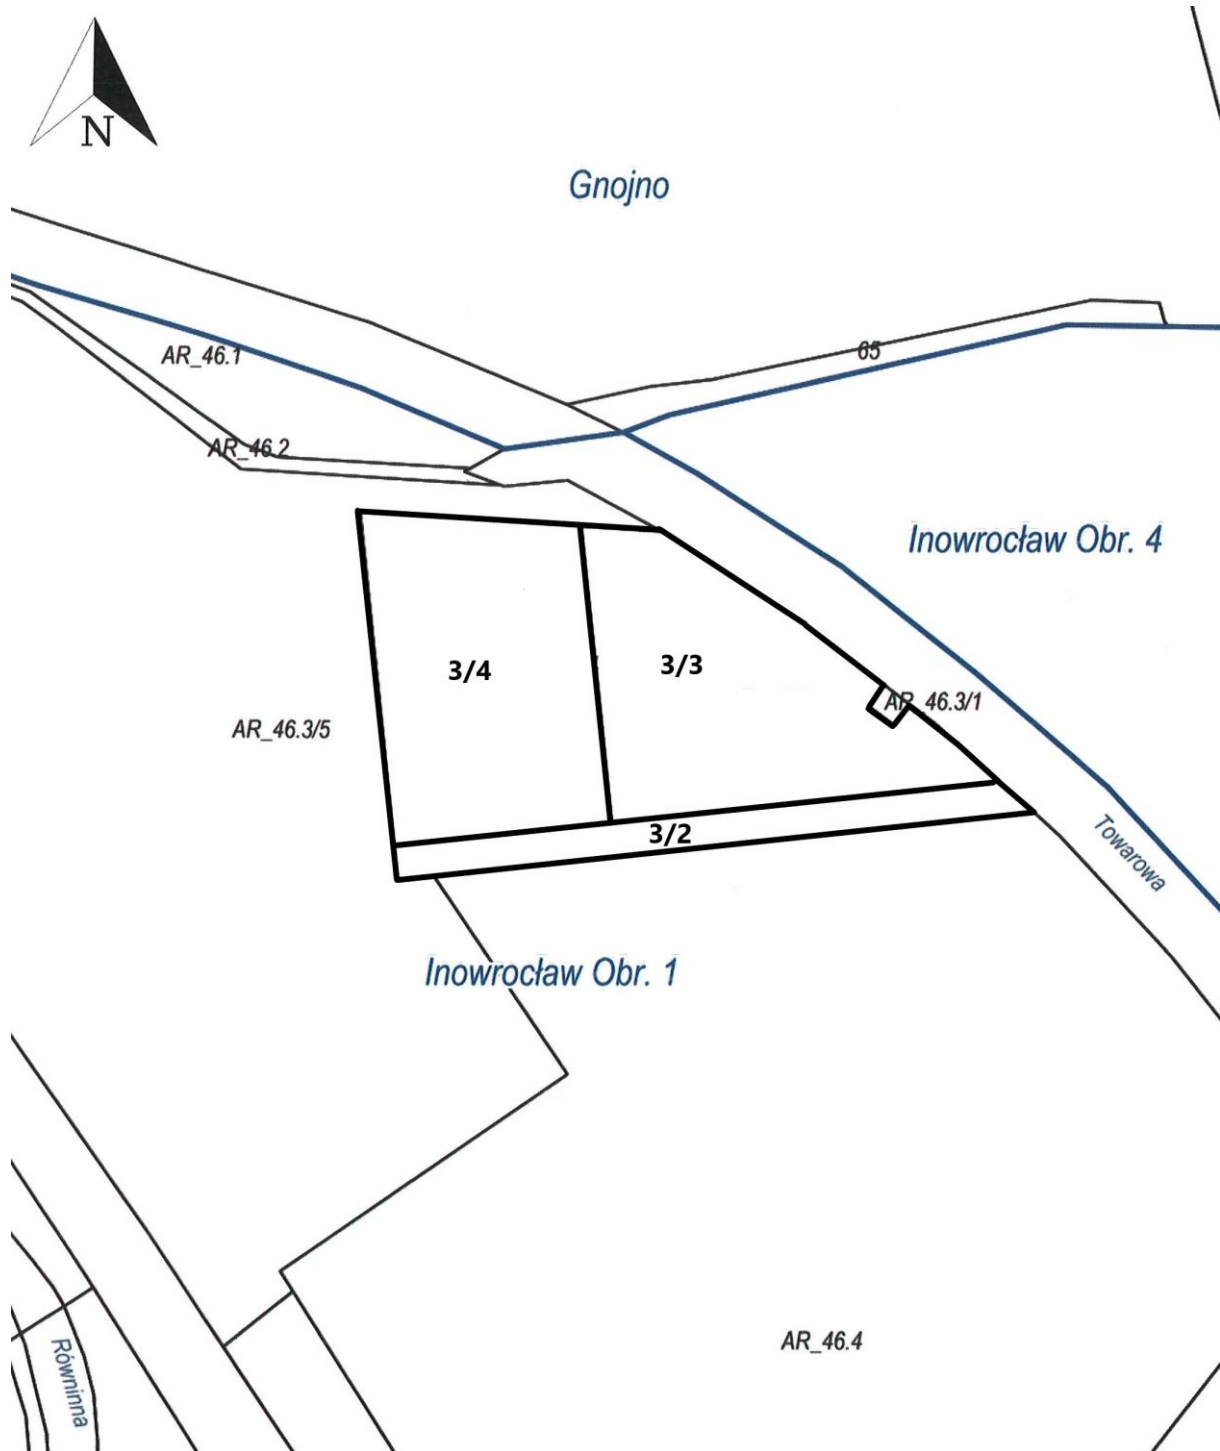 N
Gnojno
AR_46.1
65
AR_46.2
Inowrocław Obr. 4
3/4
3/3
AR_46.3/1
AR_46.3/5
3/2
Towarowa
Inowrocław Obr. 1
AR_46.4
Równinna